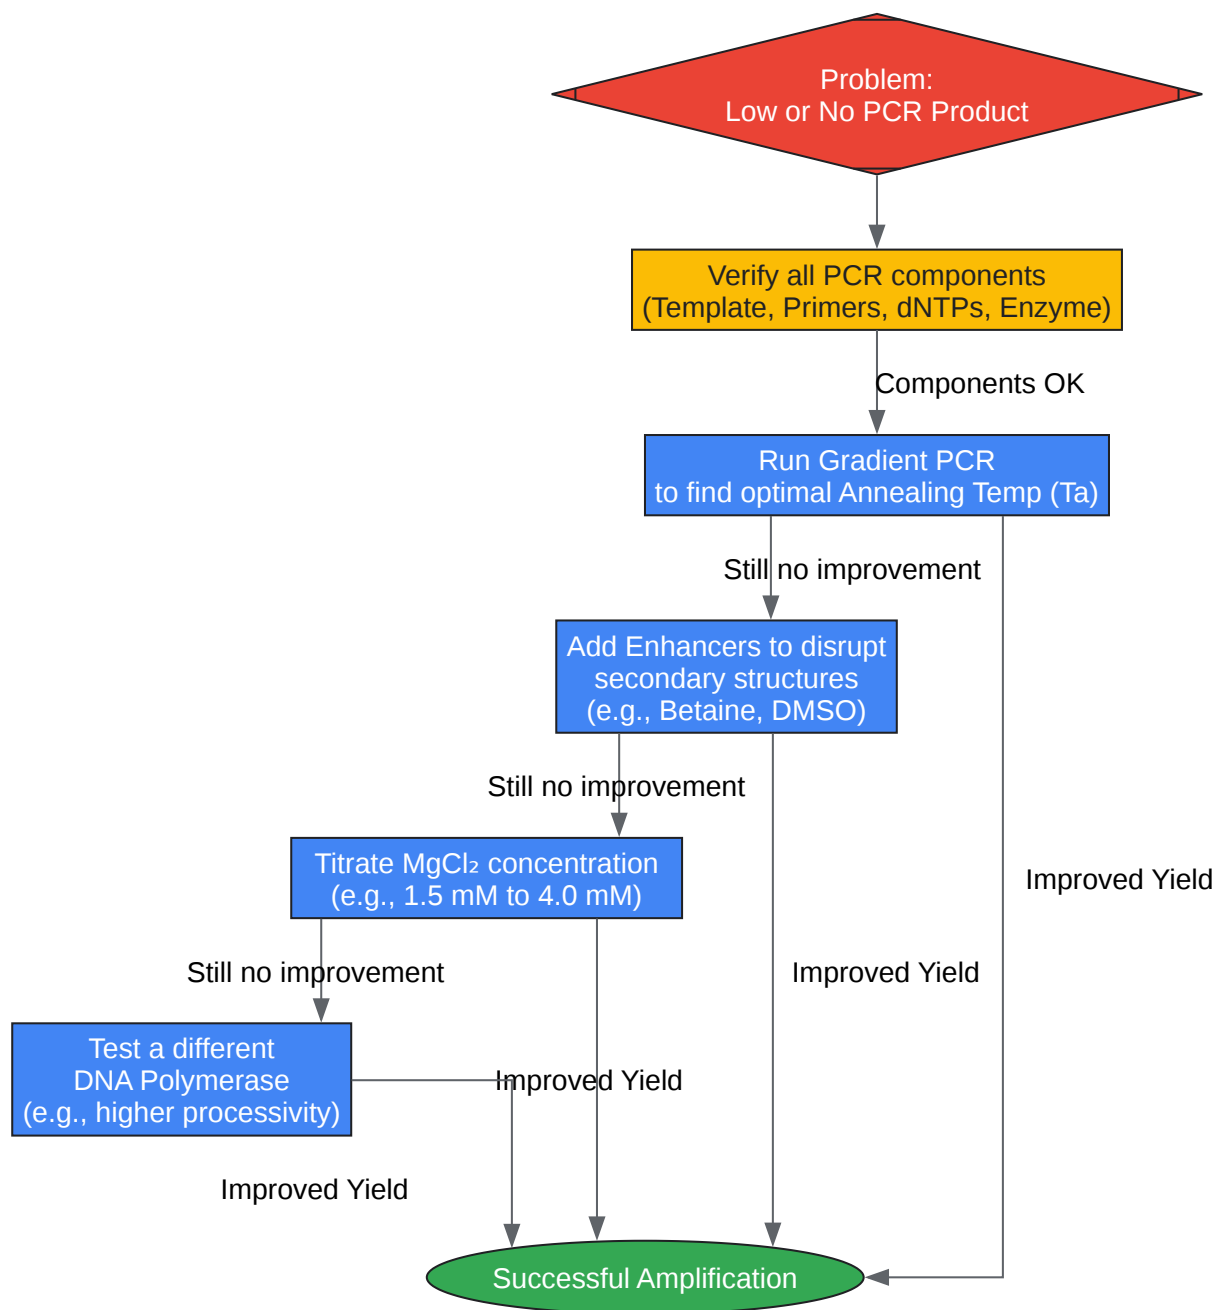 Problem:
Low or No PCR Product
Verify all PCR components
(Template, Primers, dNTPs, Enzyme)
Components OK
Run Gradient PCR
to find optimal Annealing Temp (Ta)
Still no improvement
Add Enhancers to disrupt
secondary structures
(e.g., Betaine, DMSO)
Still no improvement
Titrate MgCl₂ concentration
(e.g., 1.5 mM to 4.0 mM)
Improved Yield
Still no improvement
Improved Yield
Test a different
DNA Polymerase
(e.g., higher processivity)
Improved Yield
Improved Yield
Successful Amplification